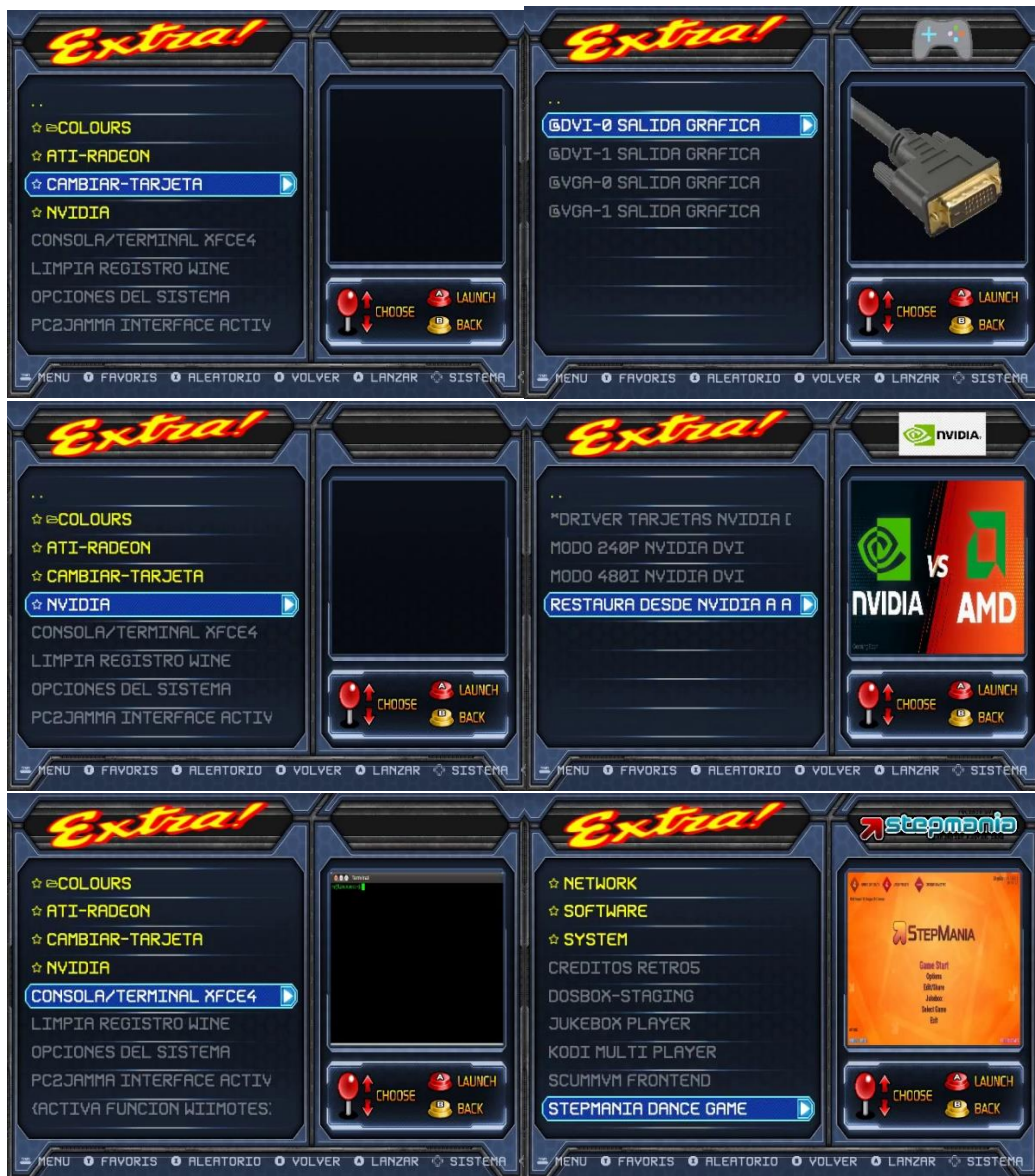 Extra!
..
☆ COLOURS
☆ ATI-RADEON
☆ CAMBIAR-TARJETA
☆ NVIDIA
CONSOLA/TERMINAL XFCE4
LIMPIA REGISTRO WINE
OPCIONES DEL SISTEMA
PC2JAMMA INTERFACE ACTIV
CHOOSE
A LAUNCH
B BACK
MENU FAVORIS ALEATORIO VOLVER LANZAR SISTEMA
Extra!
..
@DVI-0 SALIDA GRAFICA
@DVI-1 SALIDA GRAFICA
@VGA-0 SALIDA GRAFICA
@VGA-1 SALIDA GRAFICA
CHOOSE
A LAUNCH
B BACK
MENU FAVORIS ALEATORIO VOLVER LANZAR SISTEMA
Extra!
..
☆ COLOURS
☆ ATI-RADEON
☆ CAMBIAR-TARJETA
☆ NVIDIA
CONSOLA/TERMINAL XFCE4
LIMPIA REGISTRO WINE
OPCIONES DEL SISTEMA
PC2JAMMA INTERFACE ACTIV
CHOOSE
A LAUNCH
B BACK
MENU FAVORIS ALEATORIO VOLVER LANZAR SISTEMA
Extra!
NVIDIA.
..
*DRIVER TARJETAS NVIDIA [
MODO 240P NVIDIA DVI
MODO 480I NVIDIA DVI
RESTAURA DESDE NVIDIA A A
NVIDIA VS AMD
CHOOSE
A LAUNCH
B BACK
MENU FAVORIS ALEATORIO VOLVER LANZAR SISTEMA
Extra!
☆ COLOURS
☆ ATI-RADEON
☆ CAMBIAR-TARJETA
☆ NVIDIA
CONSOLA/TERMINAL XFCE4
LIMPIA REGISTRO WINE
OPCIONES DEL SISTEMA
PC2JAMMA INTERFACE ACTIV
(ACTIVA FUNCION WIIMOTES)
Terminal
CHOOSE
A LAUNCH
B BACK
MENU FAVORIS ALEATORIO VOLVER LANZAR SISTEMA
Extra!
stepmania
☆ NETWORK
☆ SOFTWARE
☆ SYSTEM
CREDITOS RETRO5
DOSBOX-STAGING
JUKEBOX PLAYER
KODI MULTI PLAYER
SCUMMVM FRONTEND
STEPMANIA DANCE GAME
STEPMANIA
Game Start
Options
Edit/Share
Jukebox
Select Game
Exit
CHOOSE
A LAUNCH
B BACK
MENU FAVORIS ALEATORIO VOLVER LANZAR SISTEMA